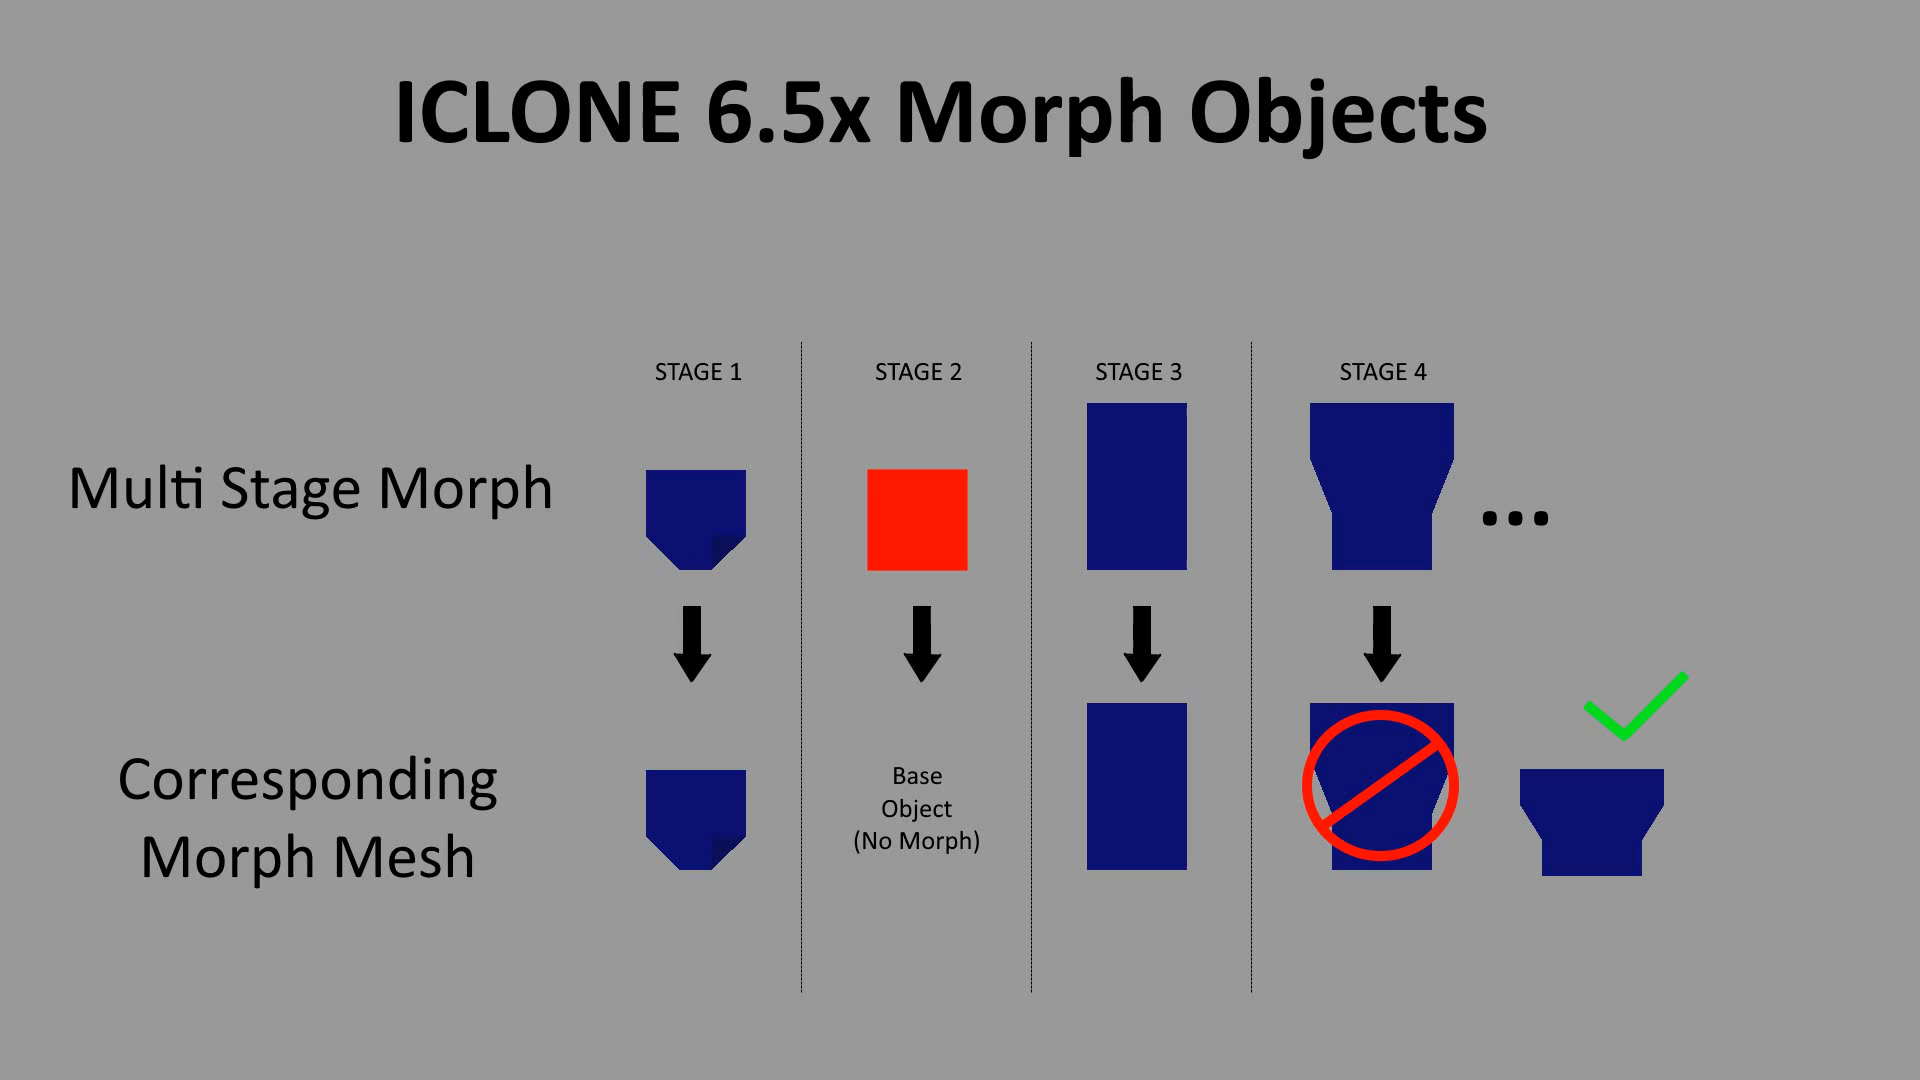 ICLONE 6.5x Morph Objects
STAGE 1
STAGE 2
STAGE 3
STAGE 4
Multi Stage Morph
...
Corresponding
Morph Mesh
Base
Object
(No Morph)